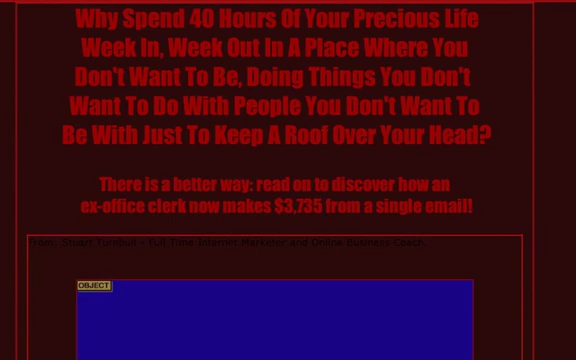 Why Spend 40 Hours Of Your Precious Life
Week In, Week Out In A Place Where You
Don't Want To Be, Doing Things You Don't
Want To Do With People You Don't Want To
Be With Just To Keep A Roof Over Your Head?
There is a better way: read on to discover how an
ex-office clerk now makes $3,735 from a single email!
From: Stuart Turnbull - Full Time Internet Marketer and Online Business Coach
OBJECT